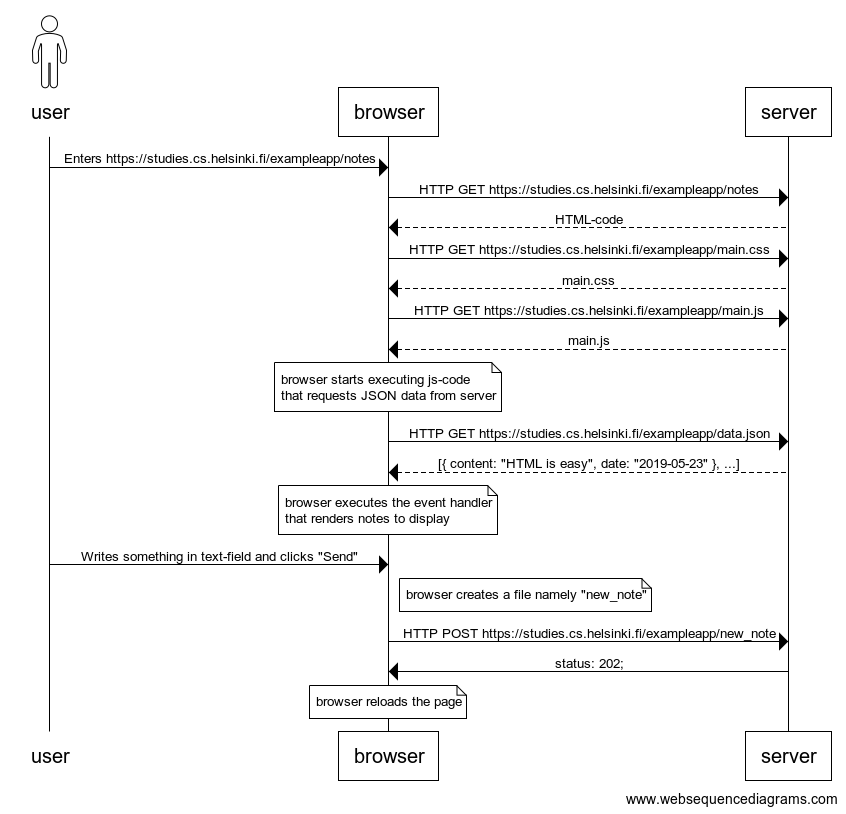 user
browser
server
Enters https://studies.cs.helsinki.fi/exampleapp/notes
HTTP GET https://studies.cs.helsinki.fi/exampleapp/notes
HTML-code
HTTP GET https://studies.cs.helsinki.fi/exampleapp/main.css
main.css
HTTP GET https://studies.cs.helsinki.fi/exampleapp/main.js
main.js
browser starts executing js-code
that requests JSON data from server
HTTP GET https://studies.cs.helsinki.fi/exampleapp/data.json
[{ content: "HTML is easy", date: "2019-05-23" }, ...]
browser executes the event handler
that renders notes to display
Writes something in text-field and clicks "Send"
browser creates a file namely "new_note"
HTTP POST https://studies.cs.helsinki.fi/exampleapp/new_note
status: 202;
browser reloads the page
user
browser
server
www.websequencediagrams.com